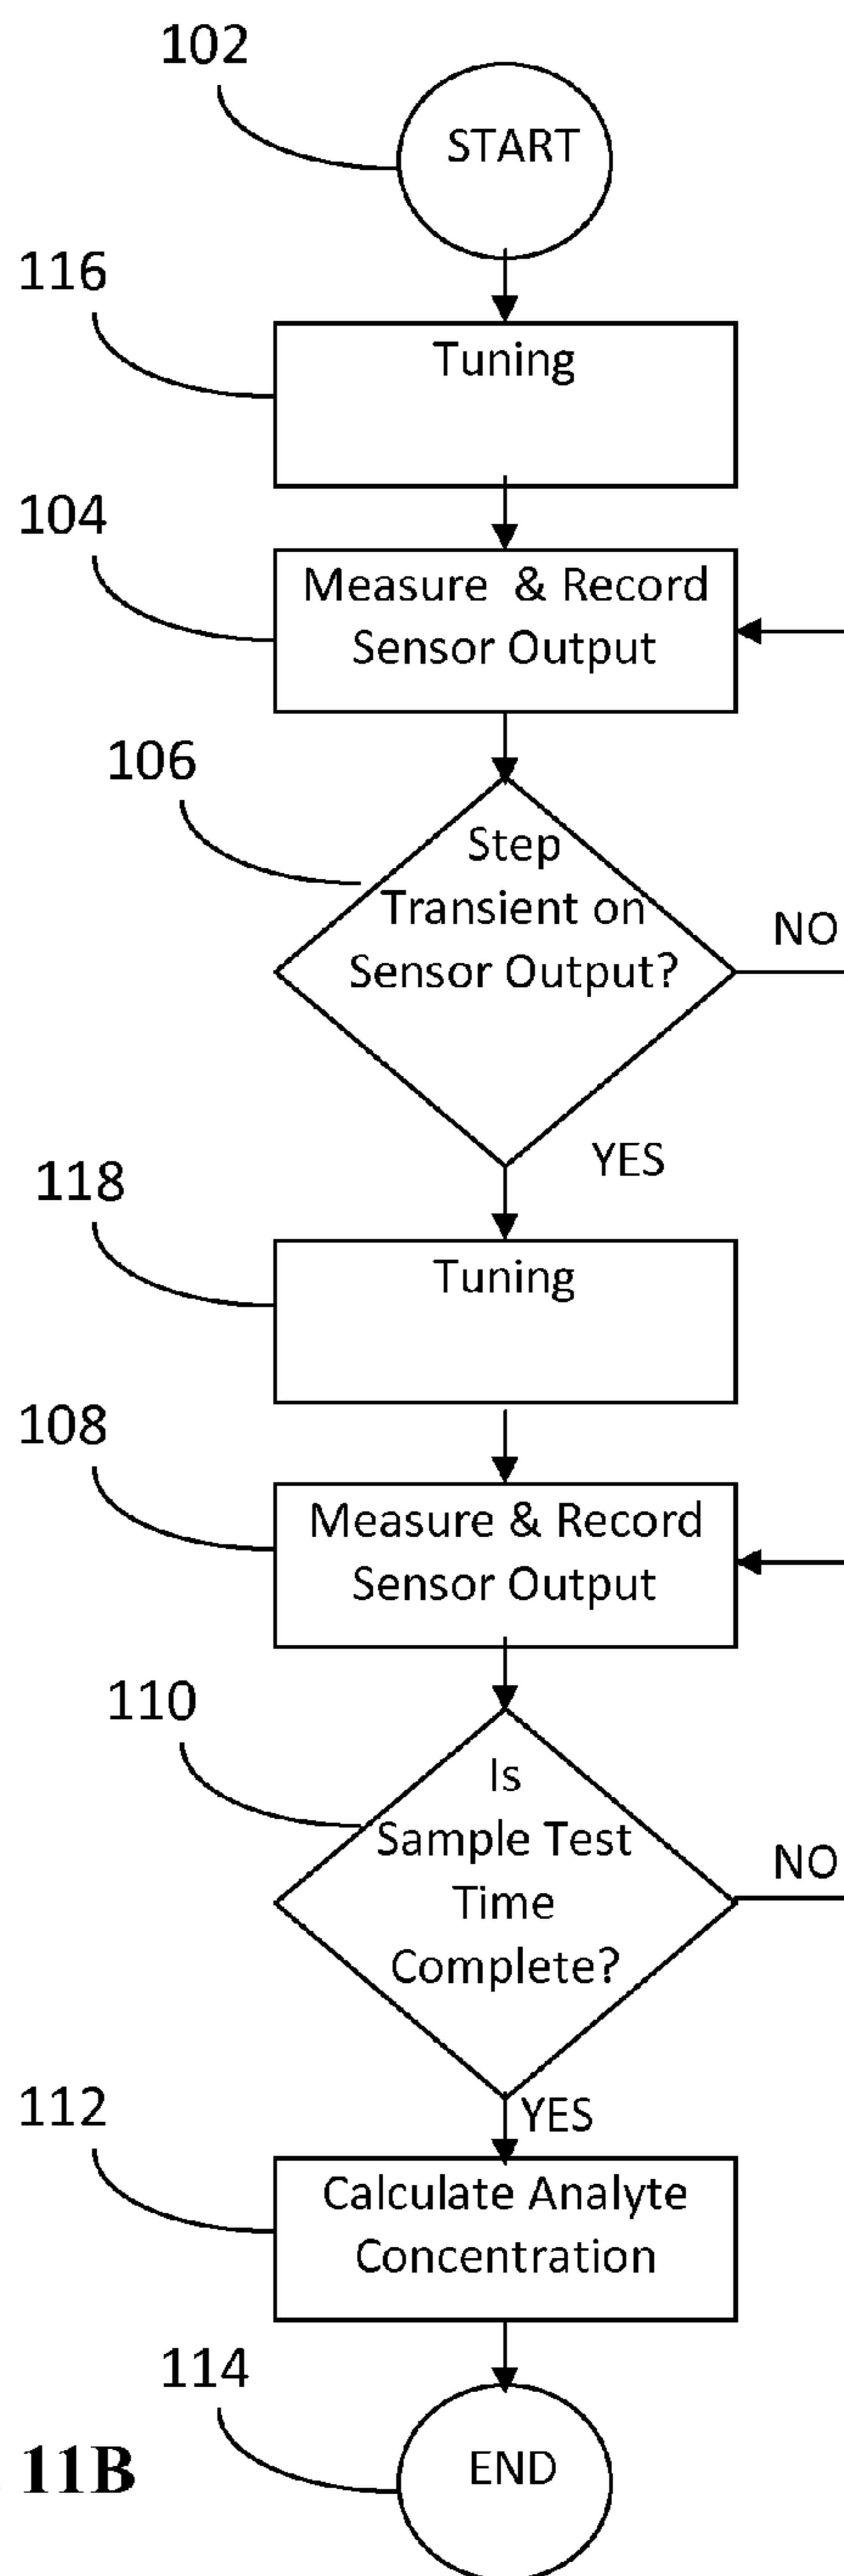 102
START
116
Tuning
104
Measure & Record
Sensor Output
106
Step
Transient on
Sensor Output?
NO
YES
118
Tuning
108
Measure & Record
Sensor Output
110
Is
Sample Test
Time
Complete?
NO
YES
112
Calculate Analyte
Concentration
114
END
11B